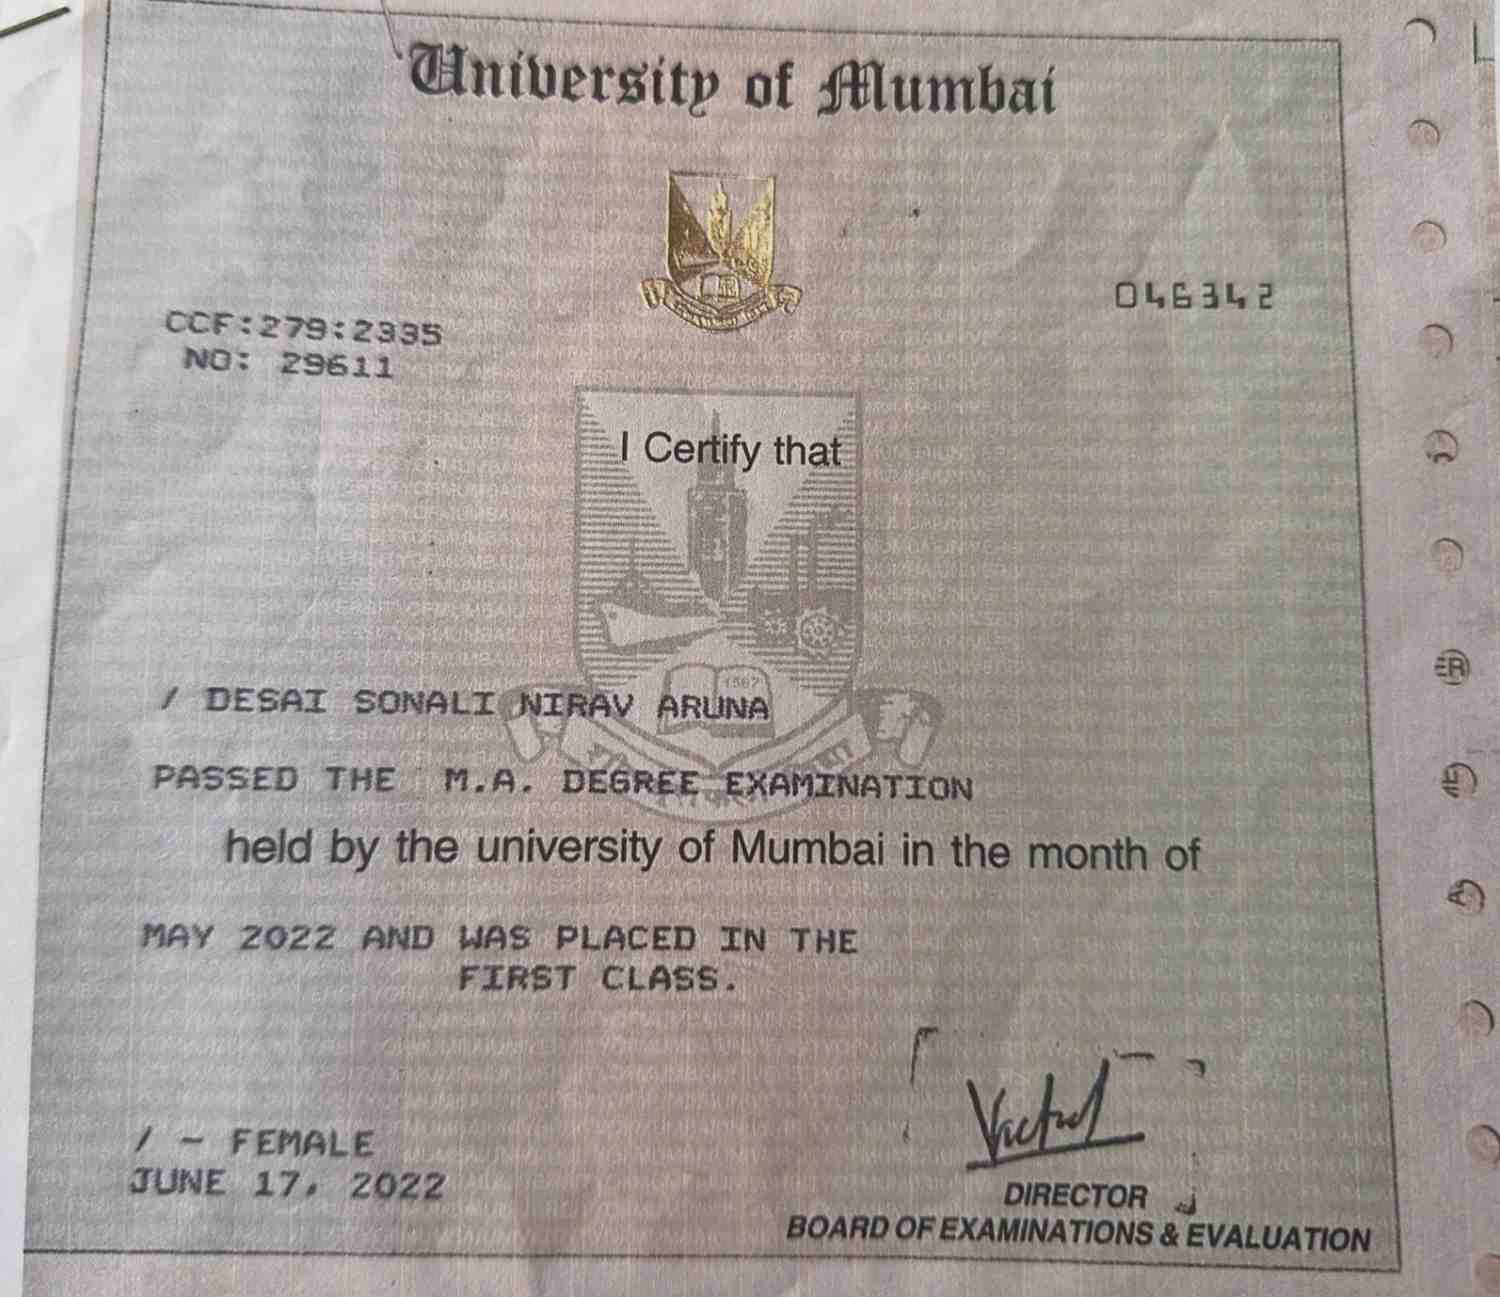 University of Mumbai
046342
CCF:279:2335
NO: 29611
I Certify that
1567
/ DESAI SONALI NIRAV ARUNA
PASSED THE M.A. DEGREE EXAMINATION
held by the university of Mumbai in the month of
MAY 2022 AND WAS PLACED IN THE
FIRST CLASS.
/ - FEMALE
JUNE 17, 2022
DIRECTOR
BOARD OF EXAMINATIONS & EVALUATION